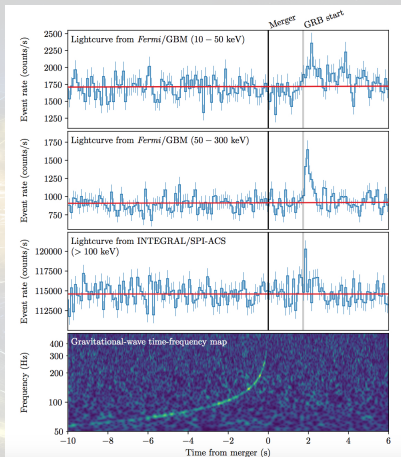 Merger
GRB start
Lightcurve from Fermi/GBM (10 − 50 keV)
Event rate (counts/s)
2500
2250
2000
1750
1500
1250
Lightcurve from Fermi/GBM (50 − 300 keV)
Event rate (counts/s)
1750
1500
1250
1000
750
Lightcurve from INTEGRAL/SPI-ACS
(> 100 keV)
Event rate (counts/s)
120000
117500
115000
112500
Gravitational-wave time-frequency map
Frequency (Hz)
400
300
200
100
50
−10 −8 −6 −4 −2 0 2 4 6
Time from merger (s)